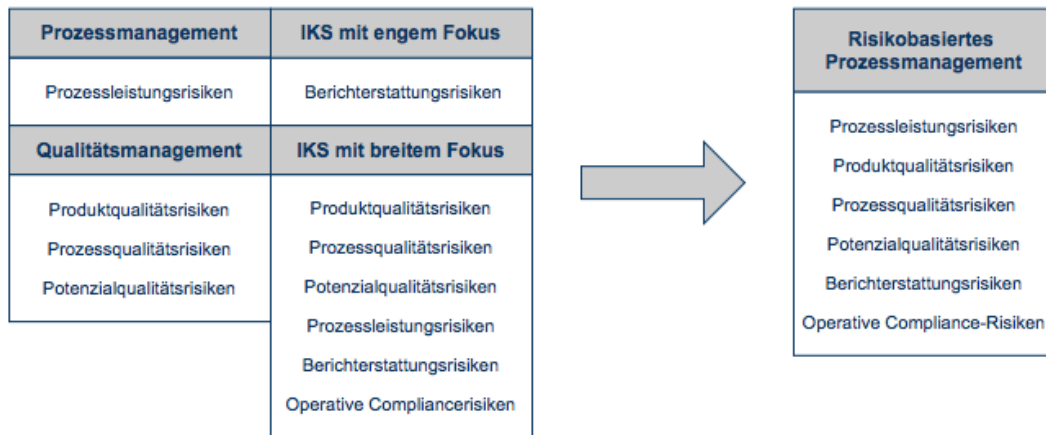 Prozessmanagement
Prozessleistungsrisiken
IKS mit engem Fokus
Berichterstattungsrisiken
Qualitätsmanagement
Produktqualitätsrisiken
Prozessqualitätsrisiken
Potenzialqualitätsrisiken
IKS mit breitem Fokus
Produktqualitätsrisiken
Prozessqualitätsrisiken
Potenzialqualitätsrisiken
Prozessleistungsrisiken
Berichterstattungsrisiken
Operative Compliancerisiken
Risikobasiertes
Prozessmanagement
Prozessleistungsrisiken
Produktqualitätsrisiken
Prozessqualitätsrisiken
Potenzialqualitätsrisiken
Berichterstattungsrisiken
Operative Compliance-Risiken